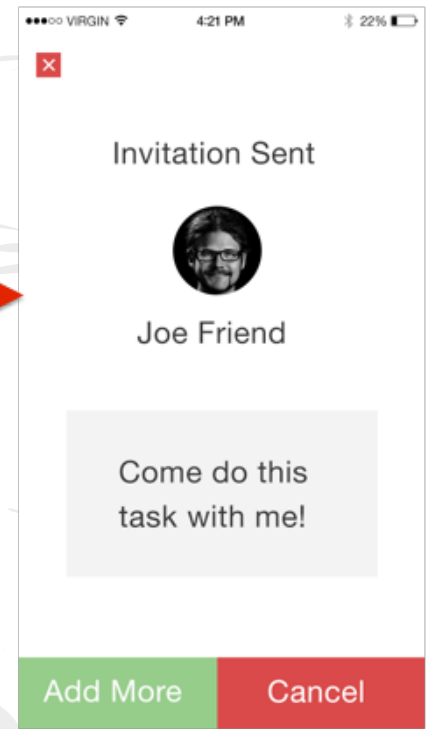 VIRGIN 4:21 PM 22%
Invitation Sent
Joe Friend
Come do this
task with me!
Add More Cancel